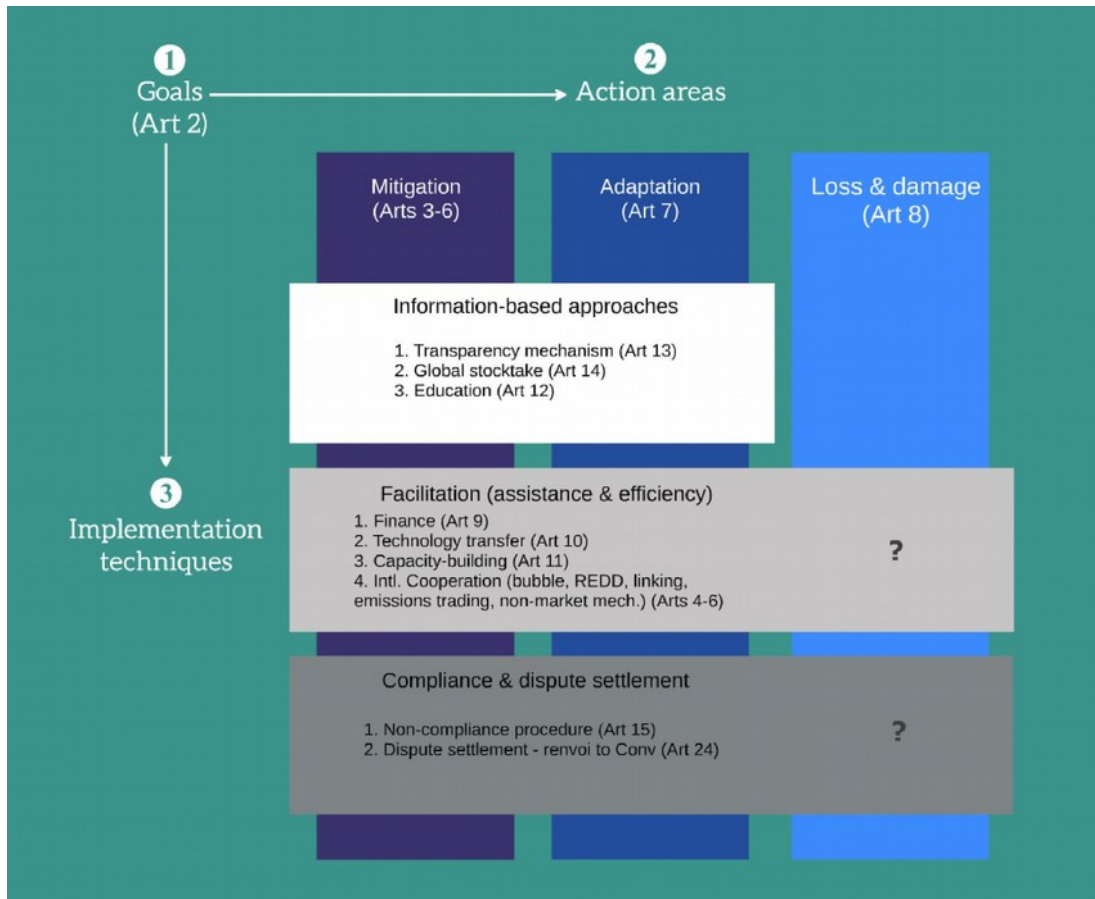 1
Goals
(Art 2)
2
Action areas
Mitigation
(Arts 3-6)
Adaptation
(Art 7)
Loss & damage
(Art 8)
Information-based approaches
1. Transparency mechanism (Art 13)
2. Global stocktake (Art 14)
3. Education (Art 12)
3
Implementation
techniques
Facilitation (assistance & efficiency)
1. Finance (Art 9)
2. Technology transfer (Art 10)
3. Capacity-building (Art 11)
4. Intl. Cooperation (bubble, REDD, linking,
emissions trading, non-market mech.) (Arts 4-6)
?
Compliance & dispute settlement
1. Non-compliance procedure (Art 15)
2. Dispute settlement - renvoi to Conv (Art 24)
?